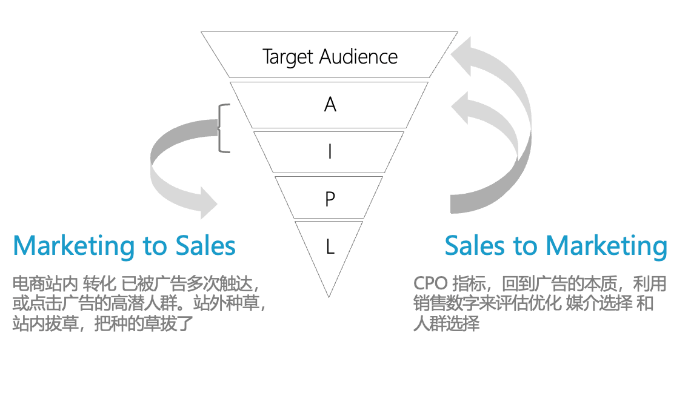 Target Audience
A
I
P
L
Marketing to Sales
电商站内 转化 已被广告多次触达，
或点击广告的高潜人群。站外种草，
站内拔草，把种的草拔了
Sales to Marketing
CPO 指标，回到广告的本质，利用
销售数字来评估优化 媒介选择 和
人群选择